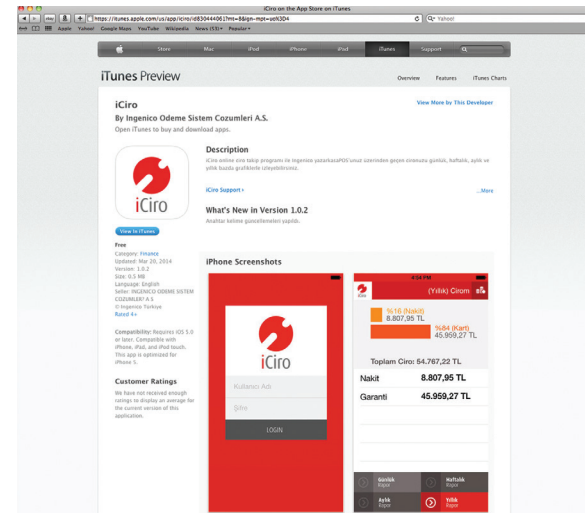 iCiro on the App Store on iTunes
https://itunes.apple.com/us/app/iciro/id830444061?mt=8&ign-mpt=uo%3D4
Yahoo!
Apple Yahoo! Google Maps YouTube Wikipedia News (53) Popular
Store Mac iPod iPhone iPad iTunes Support
iTunes Preview
Overview Features iTunes Charts
iCiro
View More by This Developer
By Ingenico Odeme Sistem Cozumleri A.S.
Open iTunes to buy and download apps.
Description
iCiro online ciro takip programı ile Ingenico yazarkasaPOS'unuz üzerinden geçen cironuzu günlük, haftalık, aylık ve
yıllık bazda grafiklerle izleyebilirsiniz.
iCiro Support
...More
What's New in Version 1.0.2
Anahtar kelime güncellemeleri yapıldı.
iCiro
View In iTunes
Free
Category: Finance
Updated: Mar 20, 2014
Version: 1.0.2
Size: 0.5 MB
Language: English
Seller: INGENICO ODEME SISTEM
COZUMLERI A S
© Ingenico Türkiye
Rated 4+
Compatibility: Requires iOS 5.0
or later. Compatible with
iPhone, iPad, and iPod touch.
This app is optimized for
iPhone 5.
Customer Ratings
We have not received enough
ratings to display an average for
the current version of this
application.
iPhone Screenshots
iCiro
Kullanıcı Adı
Şifre
LOGIN
4:04 PM
iCiro
(Yıllık) Cirom
%16 (Nakit)
8.807,95 TL
%84 (Kart)
45.959,27 TL
Toplam Ciro: 54.767,22 TL
Nakit 8.807,95 TL
Garanti 45.959,27 TL
Günlük
Rapor
Haftalık
Rapor
Aylık
Rapor
Yıllık
Rapor